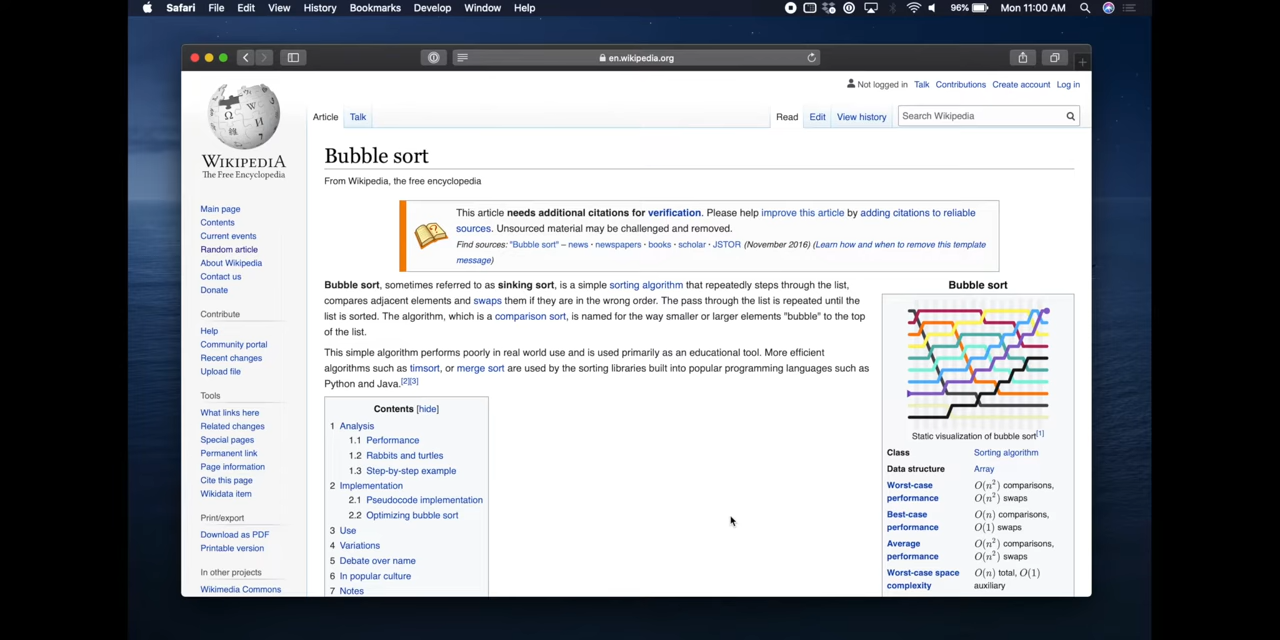 Safari File Edit View History Bookmarks Develop Window Help
96% Mon 11:00 AM
en.wikipedia.org
Not logged in Talk Contributions Create account Log in
Article Talk
Read Edit View history
Search Wikipedia
WIKIPEDIA
The Free Encyclopedia
Main page
Contents
Current events
Random article
About Wikipedia
Contact us
Donate
Contribute
Help
Community portal
Recent changes
Upload file
Tools
What links here
Related changes
Special pages
Permanent link
Page information
Cite this page
Wikidata item
Print/export
Download as PDF
Printable version
In other projects
Wikimedia Commons
Bubble sort
From Wikipedia, the free encyclopedia
This article needs additional citations for verification. Please help improve this article by adding citations to reliable
sources. Unsourced material may be challenged and removed.
Find sources: "Bubble sort" – news · newspapers · books · scholar · JSTOR (November 2016) (Learn how and when to remove this template
message)
Bubble sort, sometimes referred to as sinking sort, is a simple sorting algorithm that repeatedly steps through the list,
compares adjacent elements and swaps them if they are in the wrong order. The pass through the list is repeated until the
list is sorted. The algorithm, which is a comparison sort, is named for the way smaller or larger elements "bubble" to the top
of the list.
This simple algorithm performs poorly in real world use and is used primarily as an educational tool. More efficient
algorithms such as timsort, or merge sort are used by the sorting libraries built into popular programming languages such as
Python and Java.[2][3]
Contents [hide]
1 Analysis
1.1 Performance
1.2 Rabbits and turtles
1.3 Step-by-step example
2 Implementation
2.1 Pseudocode implementation
2.2 Optimizing bubble sort
3 Use
4 Variations
5 Debate over name
6 In popular culture
7 Notes
Bubble sort
Static visualization of bubble sort[1]
Class Sorting algorithm
Data structure Array
Worst-case O(n²) comparisons,
performance O(n²) swaps
Best-case O(n) comparisons,
performance O(1) swaps
Average O(n²) comparisons,
performance O(n²) swaps
Worst-case space O(n) total, O(1)
complexity auxiliary